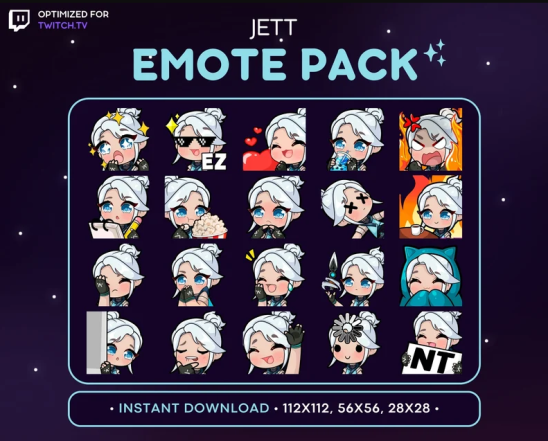 OPTIMIZED FOR
TWITCH.TV
JETT
EMOTE PACK
EZ
NT
• INSTANT DOWNLOAD • 112X112, 56X56, 28X28 •